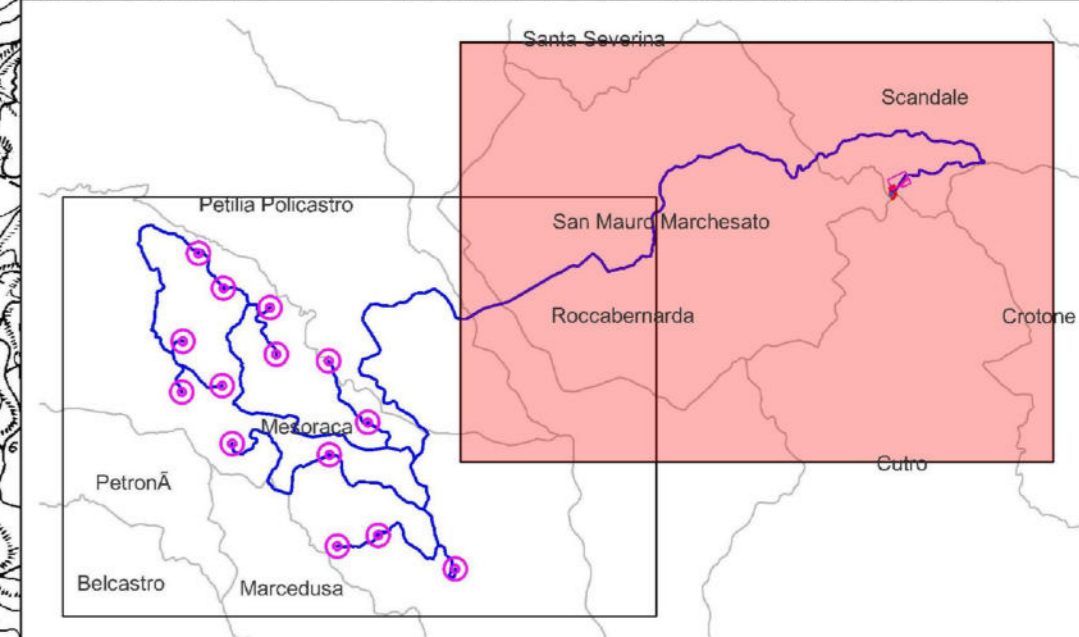 Santa Severina
Scandale
Petilia Policastro
San Mauro Marchesato
Roccabernarda
Crotone
Mesoraca
Cutro
PetronÃ
Belcastro
Marcedusa